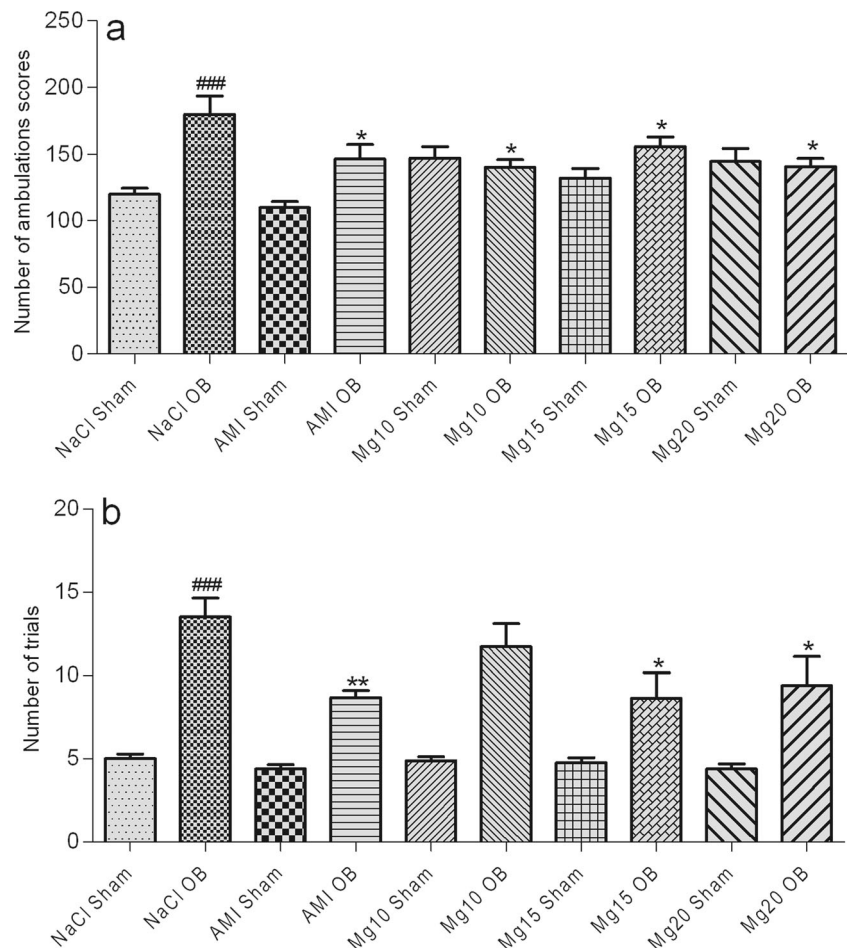 a
Number of ambulations scores
250
200
150
100
50
0
###
*
*
*
*
NaCl Sham
NaCl OB
AMI Sham
AMI OB
Mg10 Sham
Mg10 OB
Mg15 Sham
Mg15 OB
Mg20 Sham
Mg20 OB
b
Number of trials
20
15
10
5
0
###
**
*
*
NaCl Sham
NaCl OB
AMI Sham
AMI OB
Mg10 Sham
Mg10 OB
Mg15 Sham
Mg15 OB
Mg20 Sham
Mg20 OB